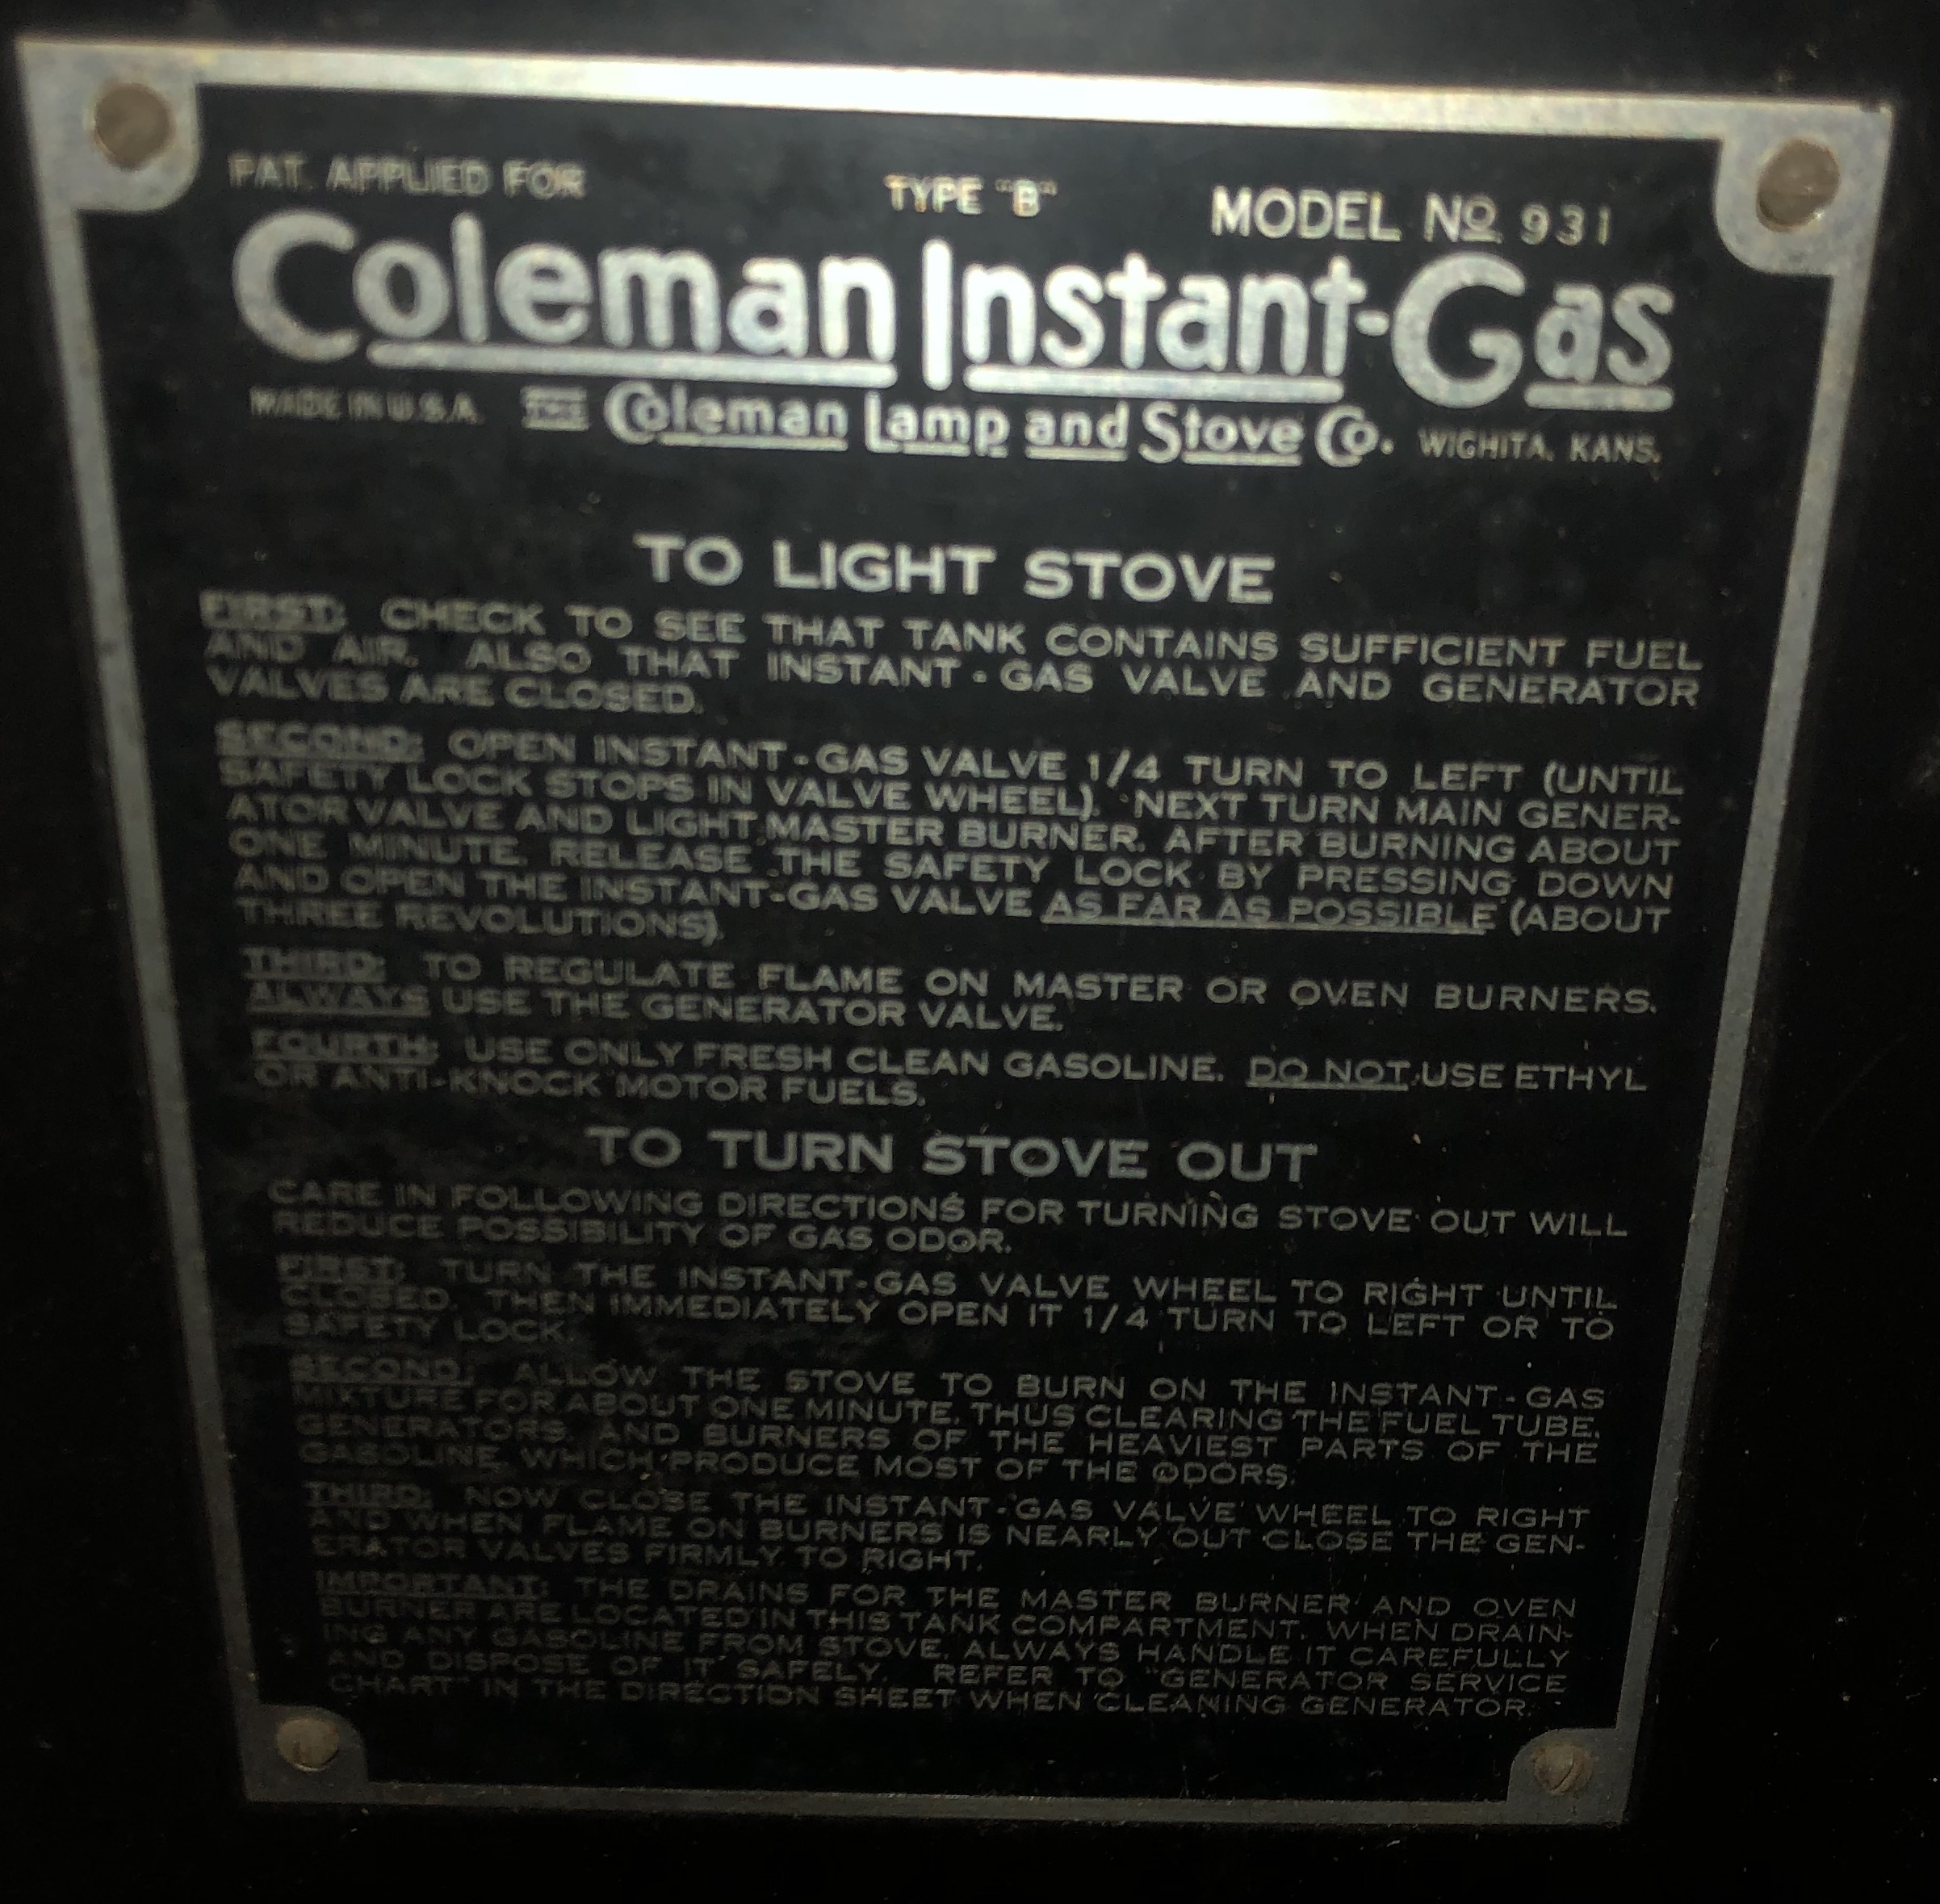 PAT. APPLIED FOR TYPE "B" MODEL No 931
Coleman Instant-Gas
MADE IN U.S.A. THE Coleman Lamp and Stove Co. WICHITA, KANS.
TO LIGHT STOVE
FIRST: CHECK TO SEE THAT TANK CONTAINS SUFFICIENT FUEL
AND AIR. ALSO THAT INSTANT-GAS VALVE AND GENERATOR
VALVES ARE CLOSED.
SECOND: OPEN INSTANT-GAS VALVE 1/4 TURN TO LEFT (UNTIL
SAFETY LOCK STOPS IN VALVE WHEEL). NEXT TURN MAIN GENER-
ATOR VALVE AND LIGHT MASTER BURNER. AFTER BURNING ABOUT
ONE MINUTE, RELEASE THE SAFETY LOCK BY PRESSING DOWN
AND OPEN THE INSTANT-GAS VALVE AS FAR AS POSSIBLE (ABOUT
THREE REVOLUTIONS).
THIRD: TO REGULATE FLAME ON MASTER OR OVEN BURNERS.
ALWAYS USE THE GENERATOR VALVE.
FOURTH: USE ONLY FRESH CLEAN GASOLINE. DO NOT USE ETHYL
OR ANTI-KNOCK MOTOR FUELS.
TO TURN STOVE OUT
CARE IN FOLLOWING DIRECTIONS FOR TURNING STOVE OUT WILL
REDUCE POSSIBILITY OF GAS ODOR.
FIRST: TURN THE INSTANT-GAS VALVE WHEEL TO RIGHT UNTIL
CLOSED. THEN IMMEDIATELY OPEN IT 1/4 TURN TO LEFT OR TO
SAFETY LOCK.
SECOND: ALLOW THE STOVE TO BURN ON THE INSTANT-GAS
MIXTURE FOR ABOUT ONE MINUTE, THUS CLEARING THE FUEL TUBE,
GENERATORS, AND BURNERS OF THE HEAVIEST PARTS OF THE
GASOLINE, WHICH PRODUCE MOST OF THE ODORS.
THIRD: NOW CLOSE THE INSTANT-GAS VALVE WHEEL TO RIGHT
AND WHEN FLAME ON BURNERS IS NEARLY OUT CLOSE THE GEN-
ERATOR VALVES FIRMLY TO RIGHT.
IMPORTANT: THE DRAINS FOR THE MASTER BURNER AND OVEN
BURNER ARE LOCATED IN THIS TANK COMPARTMENT. WHEN DRAIN-
ING ANY GASOLINE FROM STOVE, ALWAYS HANDLE IT CAREFULLY
AND DISPOSE OF IT SAFELY. REFER TO "GENERATOR SERVICE
CHART" IN THE DIRECTION SHEET WHEN CLEANING GENERATOR.